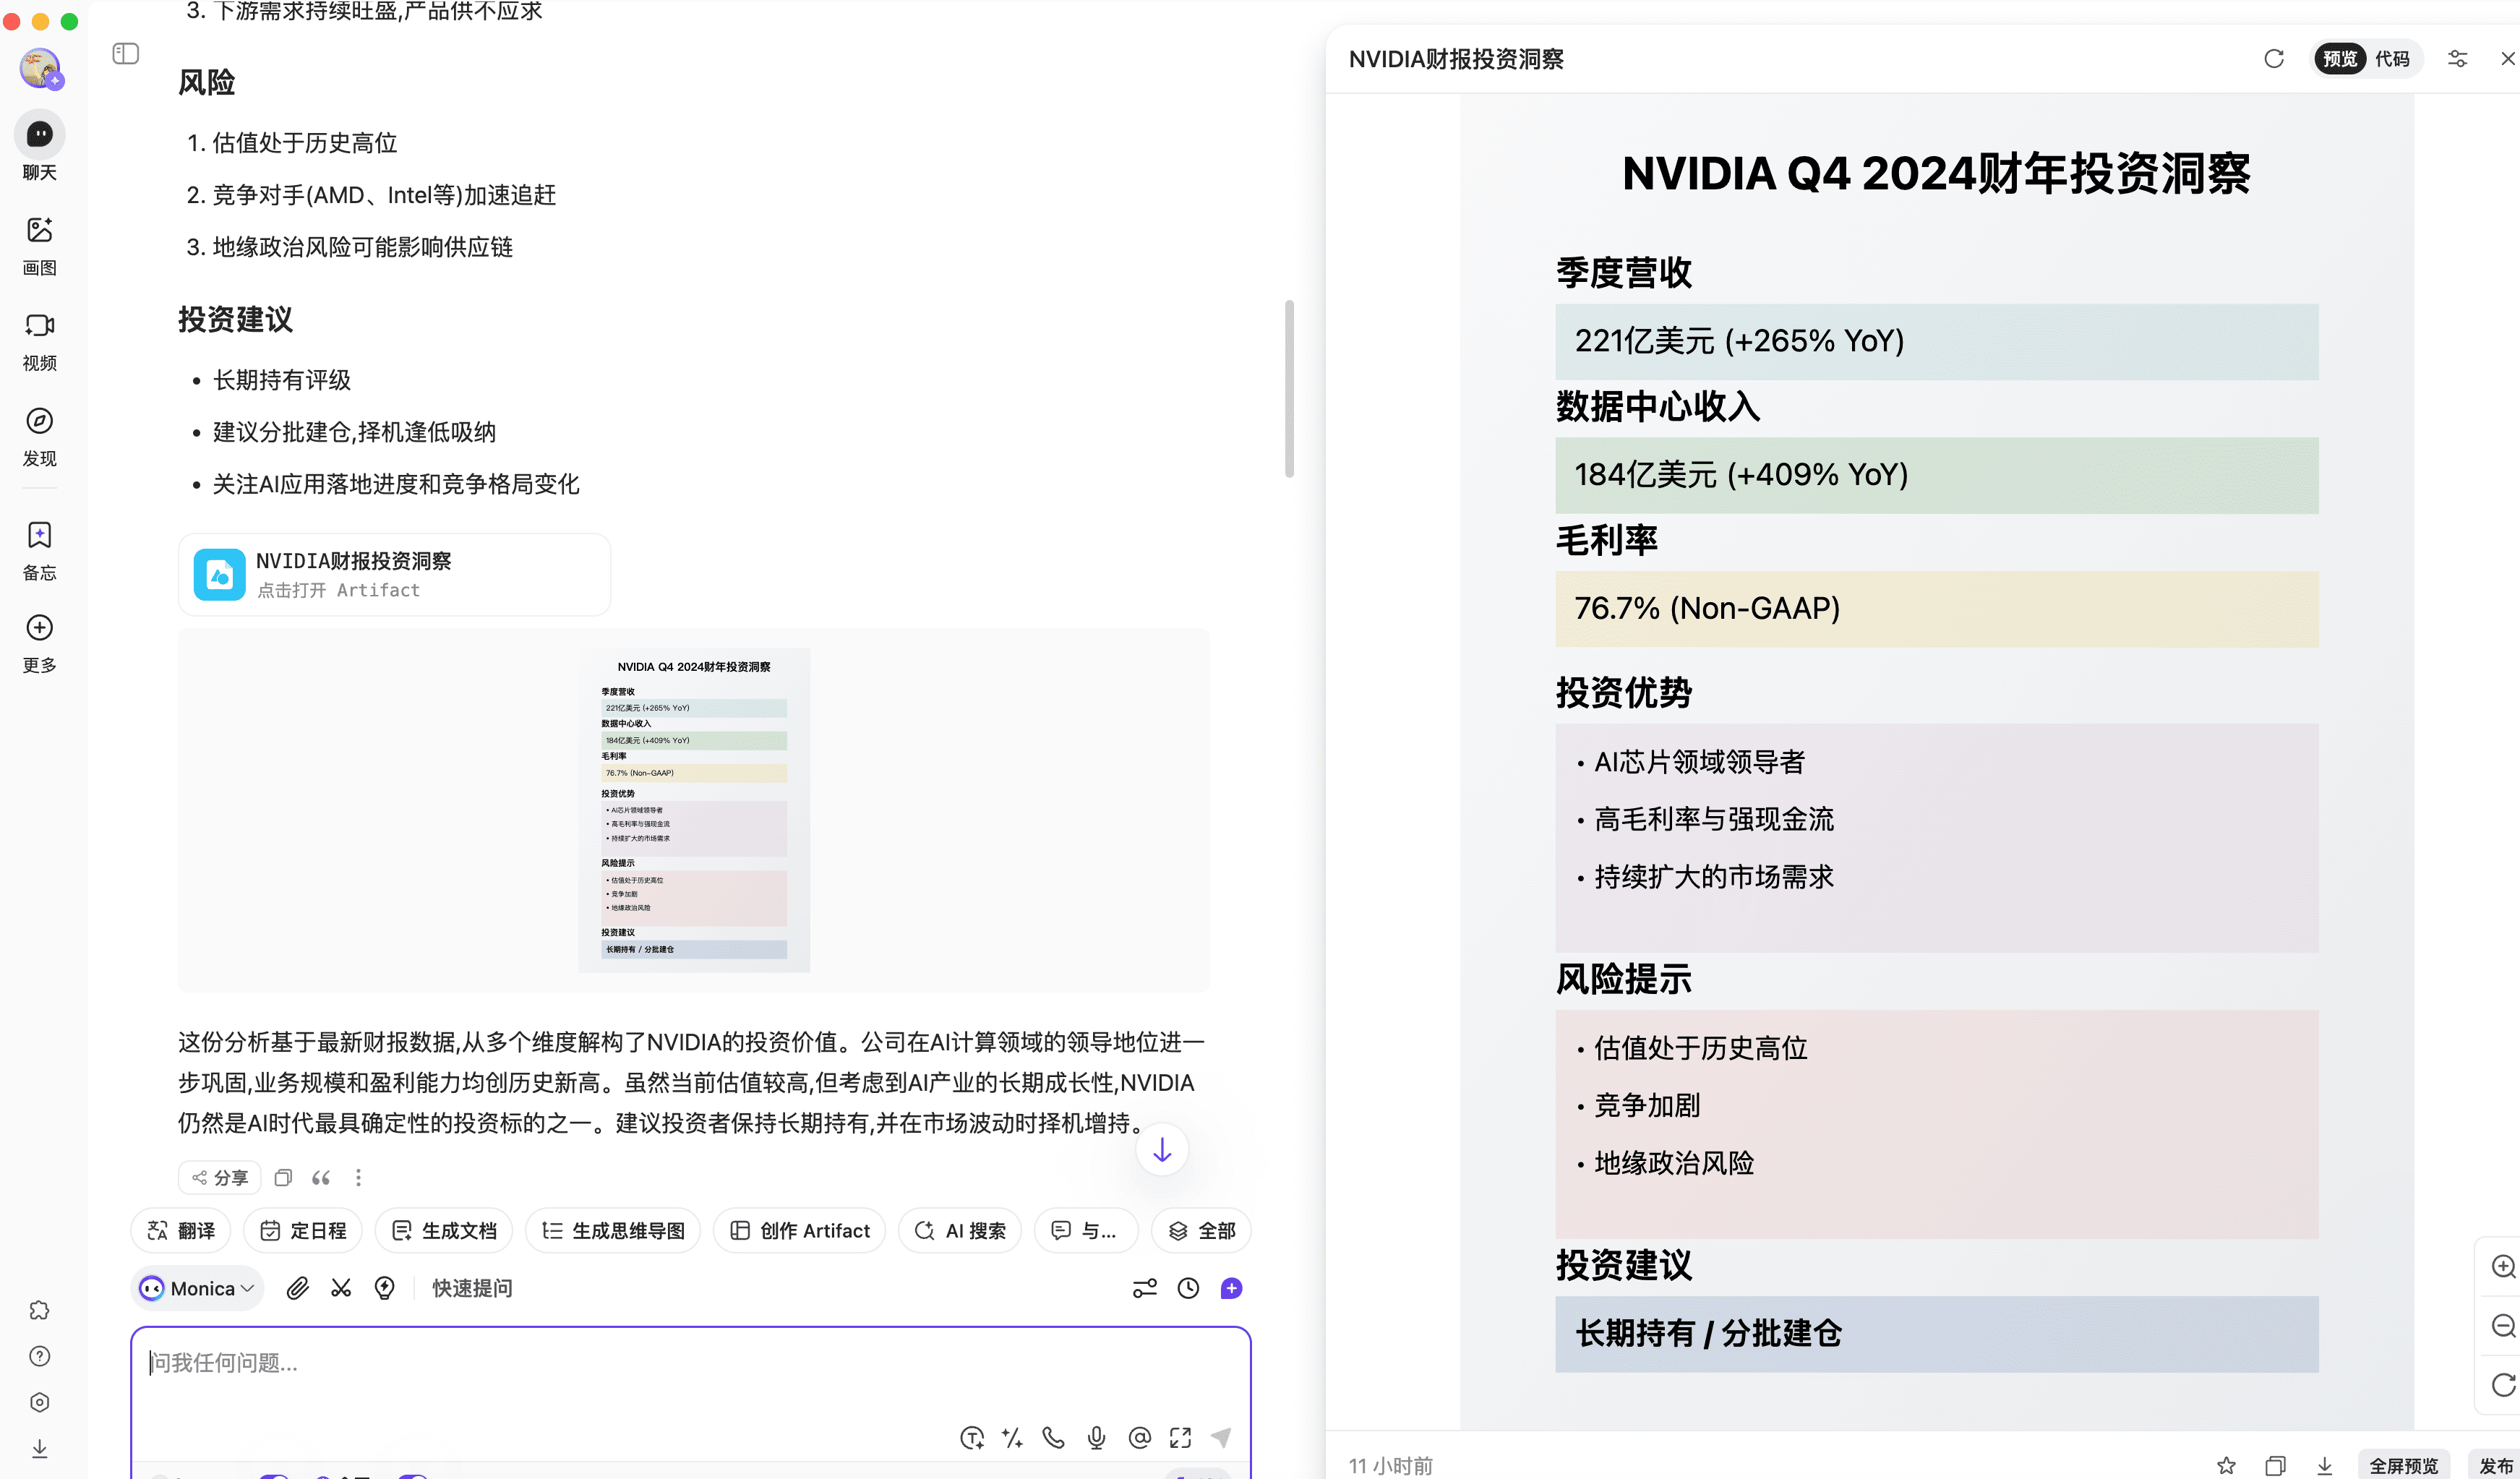 3. 下游需求持续旺盛,产品供不应求
风险
1. 估值处于历史高位
2. 竞争对手(AMD、Intel等)加速追赶
3. 地缘政治风险可能影响供应链
投资建议
• 长期持有评级
• 建议分批建仓,择机逢低吸纳
• 关注AI应用落地进度和竞争格局变化
NVIDIA财报投资洞察
点击打开 Artifact
NVIDIA Q4 2024财年投资洞察
季度营收
221亿美元 (+265% YoY)
数据中心收入
184亿美元 (+409% YoY)
毛利率
76.7% (Non-GAAP)
投资优势
• AI芯片领域领导者
• 高毛利率与强现金流
• 持续扩大的市场需求
风险提示
• 估值处于历史高位
• 竞争加剧
• 地缘政治风险
投资建议
长期持有 / 分批建仓
这份分析基于最新财报数据,从多个维度解构了NVIDIA的投资价值。公司在AI计算领域的领导地位进一
步巩固,业务规模和盈利能力均创历史新高。虽然当前估值较高,但考虑到AI产业的长期成长性,NVIDIA
仍然是AI时代最具确定性的投资标的之一。建议投资者保持长期持有,并在市场波动时择机增持。
分享
翻译
定日程
生成文档
生成思维导图
创作 Artifact
AI 搜索
与...
全部
Monica
快速提问
问我任何问题...
聊天
画图
视频
发现
备忘
更多
NVIDIA财报投资洞察
预览
代码
NVIDIA Q4 2024财年投资洞察
季度营收
221亿美元 (+265% YoY)
数据中心收入
184亿美元 (+409% YoY)
毛利率
76.7% (Non-GAAP)
投资优势
• AI芯片领域领导者
• 高毛利率与强现金流
• 持续扩大的市场需求
风险提示
• 估值处于历史高位
• 竞争加剧
• 地缘政治风险
投资建议
长期持有 / 分批建仓
11 小时前
全屏预览
发布